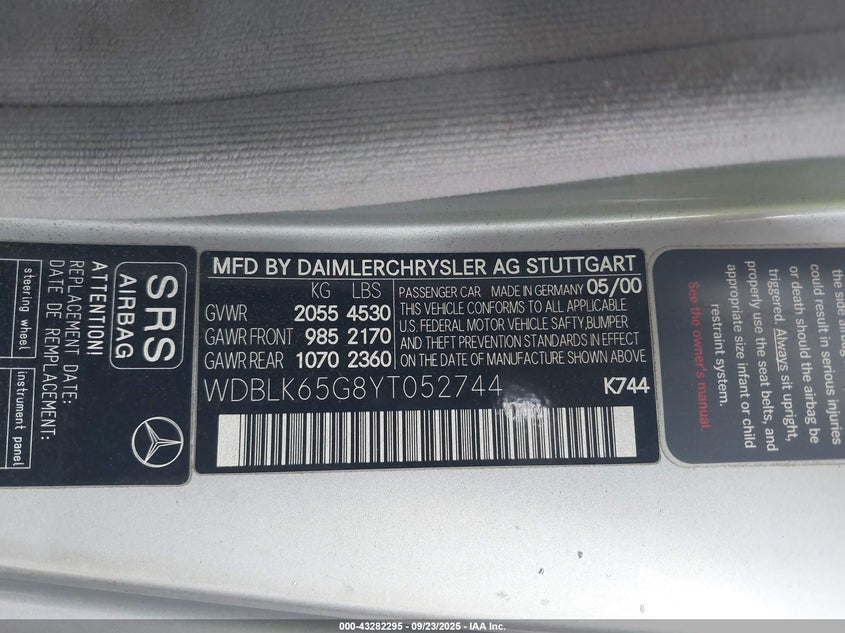 SRS
AIRBAG
ATTENTION!
REPLACEMENT DATE:
DATE DE REMPLACEMENT:
steering wheel
instrument panel
MFD BY DAIMLERCHRYSLER AG STUTTGART
KG LBS
GVWR 2055 4530
GAWR FRONT 985 2170
GAWR REAR 1070 2360
PASSENGER CAR MADE IN GERMANY 05/00
THIS VEHICLE CONFORMS TO ALL APPLICABLE
U.S. FEDERAL MOTOR VEHICLE SAFTY,BUMPER
AND THEFT PREVENTION STANDARDS IN EFFECT
ON THE DATE OF MANUFACTURE SHOWN ABOVE
WDBLK65G8YT052744 K744
the side airbag
could result in serious injuries
or death should the airbag be
triggered. Always sit upright,
properly use the seat belts, and
appropriate size infant or child
restraint system.
See the owner's manual.
000-43282295 - 09/23/2025 - IAA Inc.